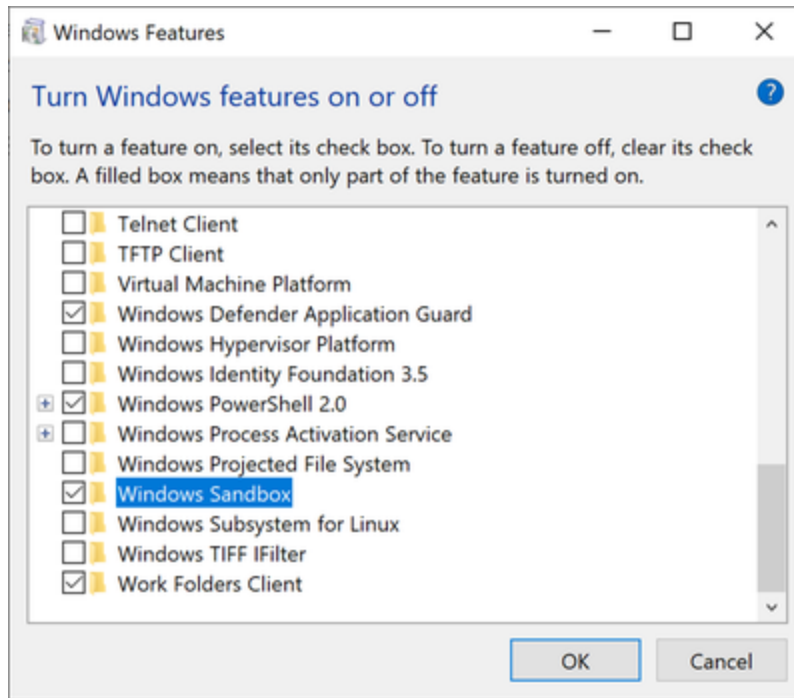 Windows Features
Turn Windows features on or off
?
To turn a feature on, select its check box. To turn a feature off, clear its check
box. A filled box means that only part of the feature is turned on.
Telnet Client
TFTP Client
Virtual Machine Platform
Windows Defender Application Guard
Windows Hypervisor Platform
Windows Identity Foundation 3.5
Windows PowerShell 2.0
Windows Process Activation Service
Windows Projected File System
Windows Sandbox
Windows Subsystem for Linux
Windows TIFF IFilter
Work Folders Client
OK Cancel